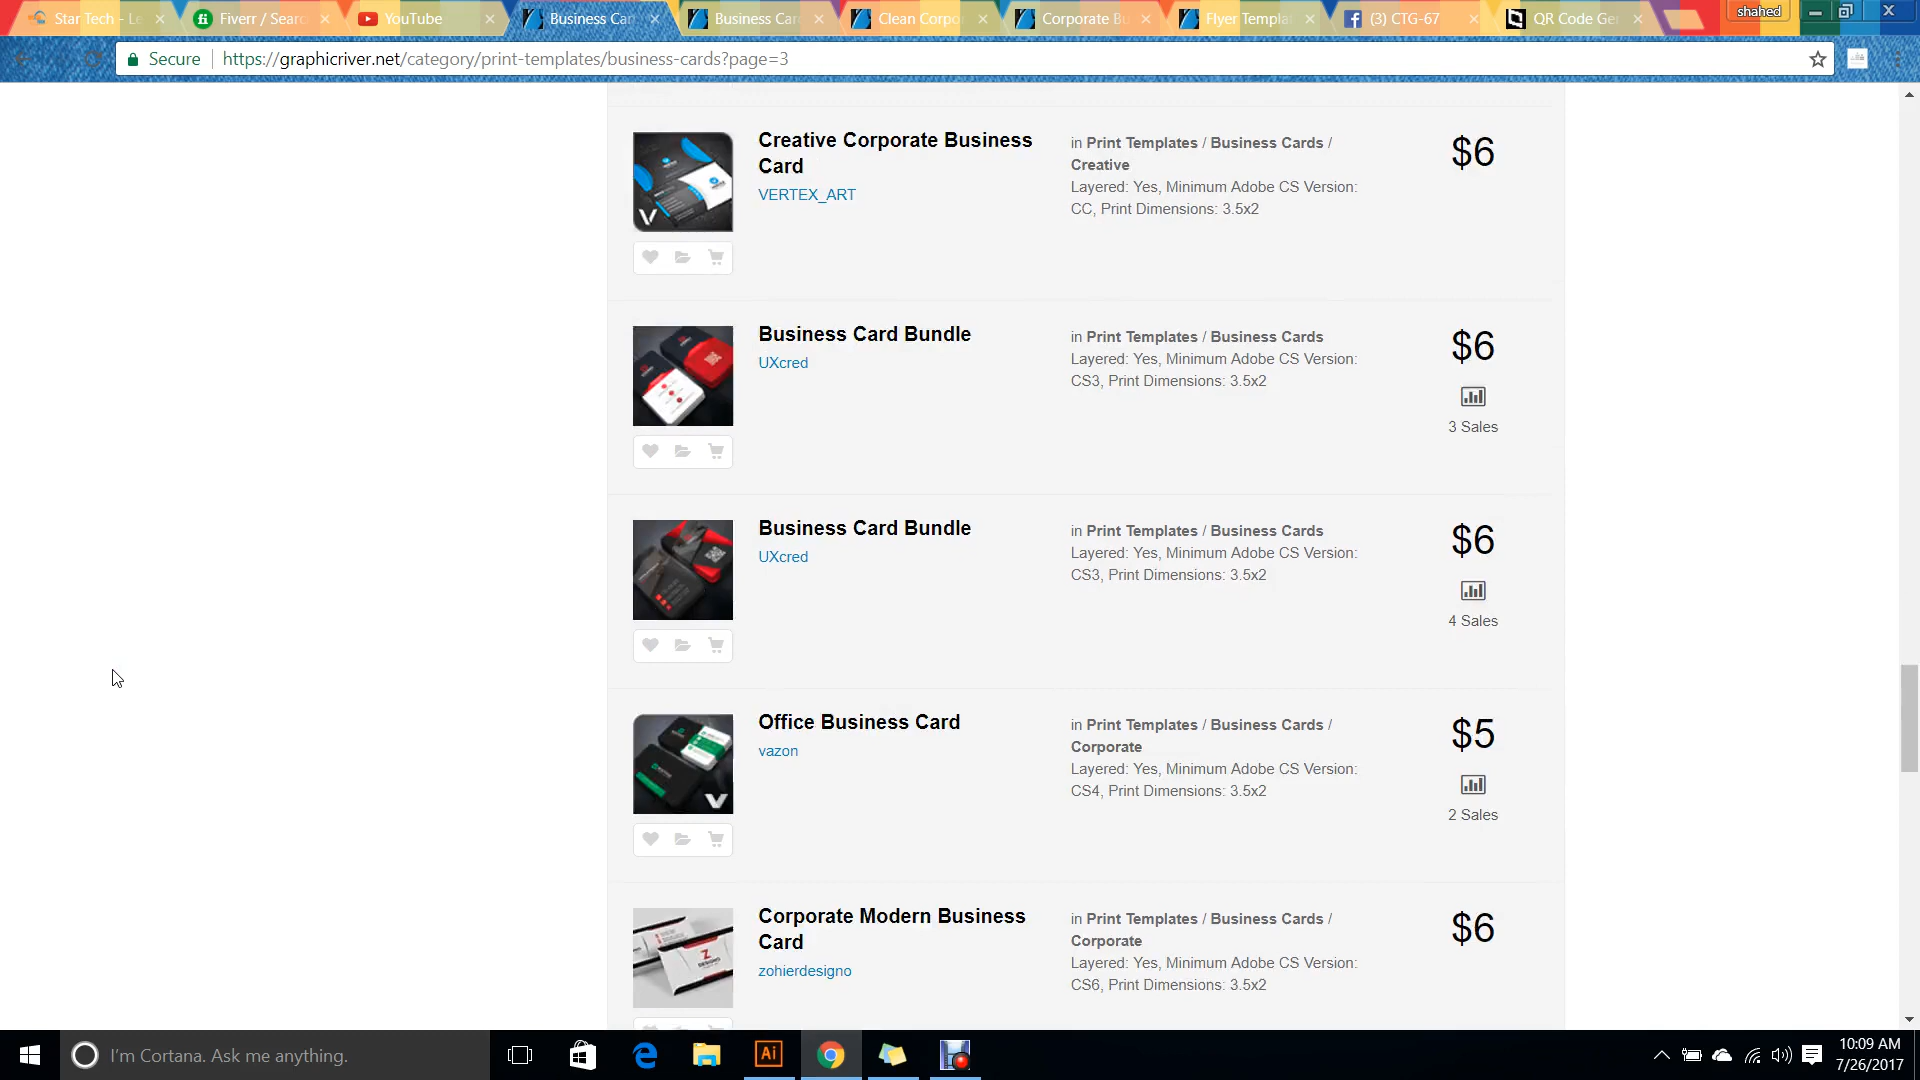 Star Tech - Le
Fiverr / Searc
YouTube
Business Car
Business Car
Clean Corpo
Corporate Bu
Flyer Templa
(3) CTG-67
QR Code Ge
shahed
Secure
https://graphicriver.net/category/print-templates/business-cards?page=3
Creative Corporate Business
Card
VERTEX_ART
in Print Templates / Business Cards /
Creative
Layered: Yes, Minimum Adobe CS Version:
CC, Print Dimensions: 3.5x2
$6
Business Card Bundle
UXcred
in Print Templates / Business Cards
Layered: Yes, Minimum Adobe CS Version:
CS3, Print Dimensions: 3.5x2
$6
3 Sales
Business Card Bundle
UXcred
in Print Templates / Business Cards
Layered: Yes, Minimum Adobe CS Version:
CS3, Print Dimensions: 3.5x2
$6
4 Sales
Office Business Card
vazon
in Print Templates / Business Cards /
Corporate
Layered: Yes, Minimum Adobe CS Version:
CS4, Print Dimensions: 3.5x2
$5
2 Sales
Corporate Modern Business
Card
zohierdesigno
in Print Templates / Business Cards /
Corporate
Layered: Yes, Minimum Adobe CS Version:
CS6, Print Dimensions: 3.5x2
$6
I'm Cortana. Ask me anything.
Ai
10:09 AM
7/26/2017